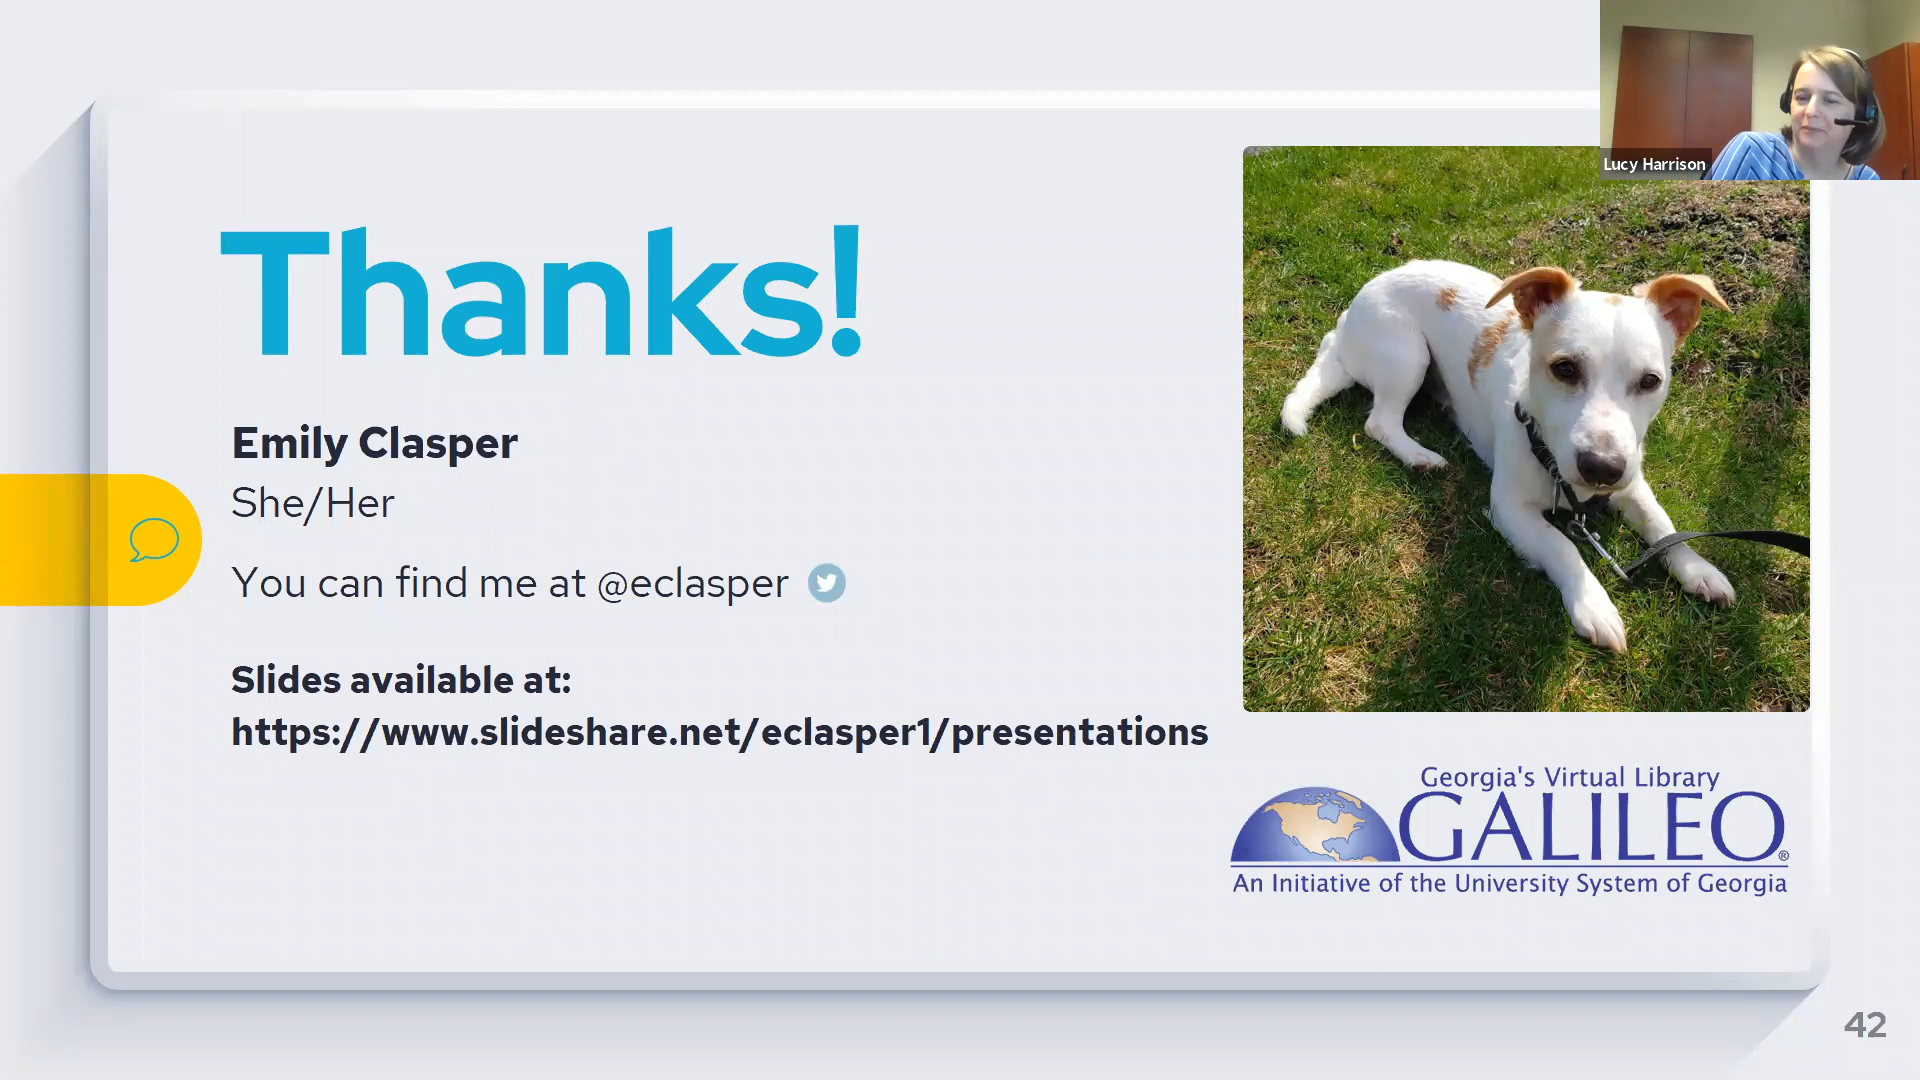 Lucy Harrison
Thanks!
Emily Clasper
She/Her
You can find me at @eclasper
Slides available at:
https://www.slideshare.net/eclasper1/presentations
Georgia's Virtual Library
GALILEO®
An Initiative of the University System of Georgia
42